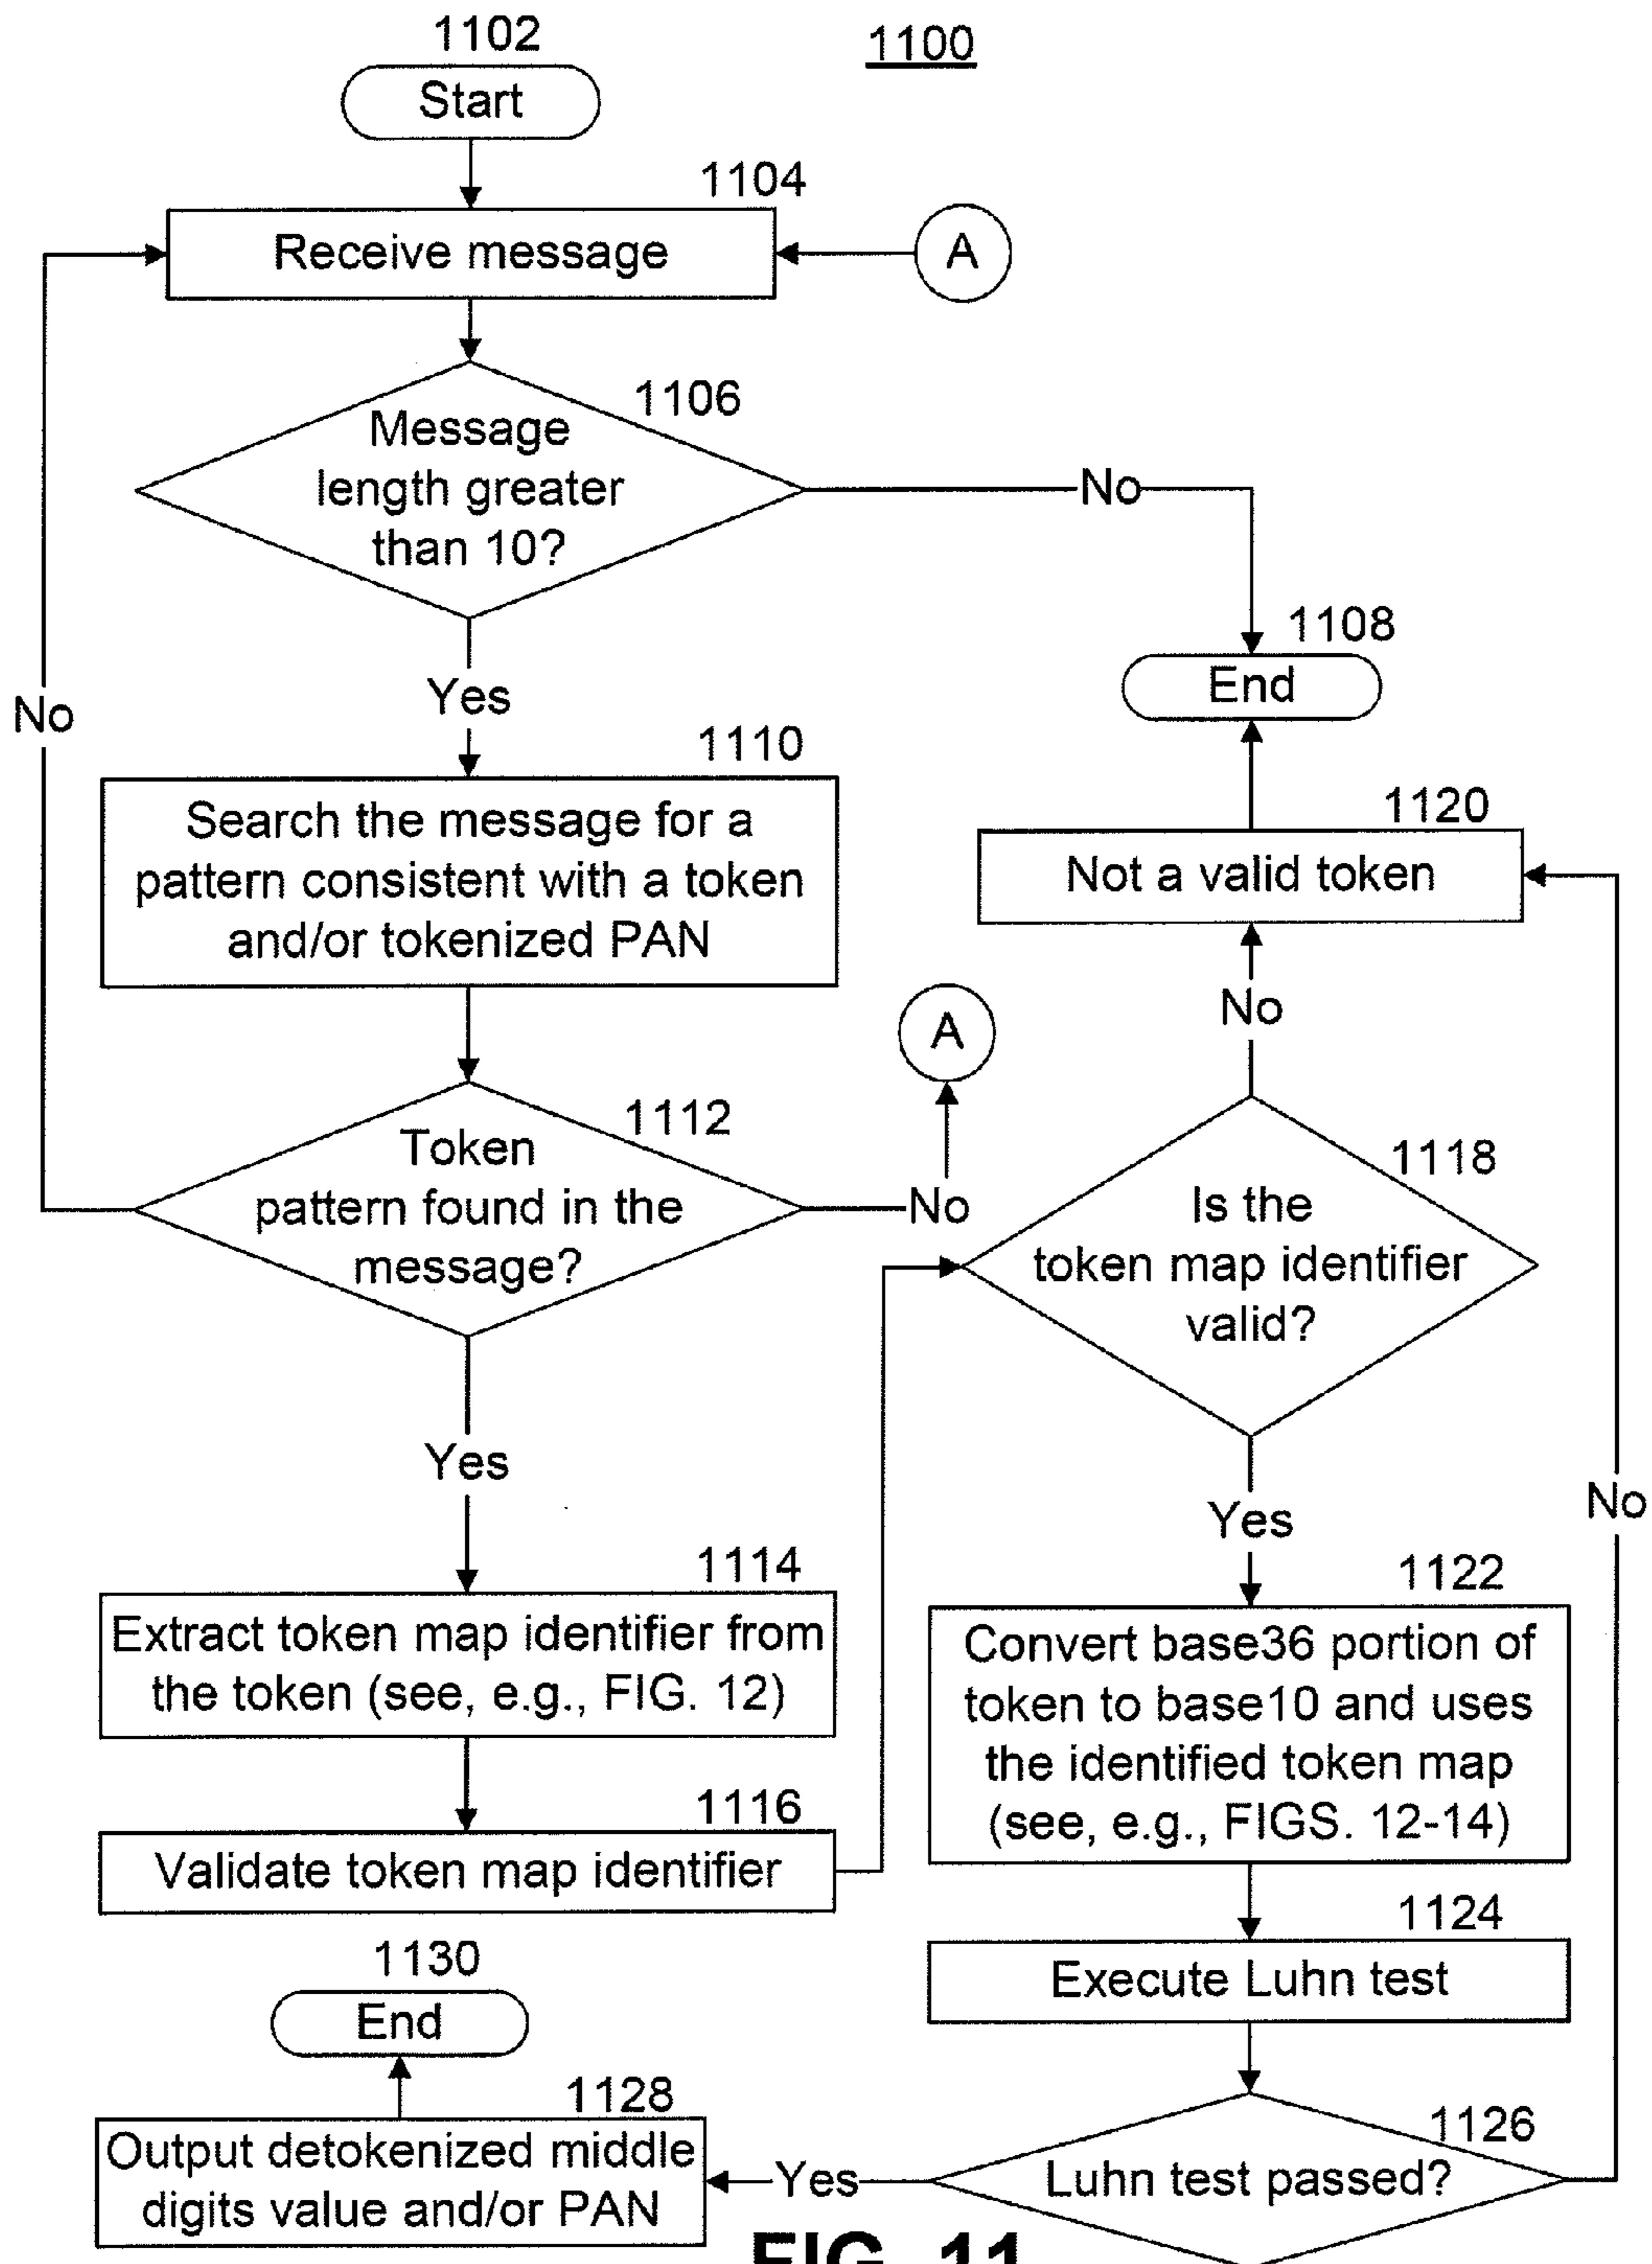 1102
1100
Start
1104
Receive message
A
1106
Message
length greater
than 10?
No
1108
End
Yes
No
1110
Search the message for a
pattern consistent with a token
and/or tokenized PAN
1120
Not a valid token
A
No
1112
Token
pattern found in the
message?
No
1118
Is the
token map identifier
valid?
Yes
Yes
No
1114
Extract token map identifier from
the token (see, e.g., FIG. 12)
1122
Convert base36 portion of
token to base10 and uses
the identified token map
(see, e.g., FIGS. 12-14)
1116
Validate token map identifier
1124
Execute Luhn test
1130
End
1128
Output detokenized middle
digits value and/or PAN
Yes
1126
Luhn test passed?
FIG. 11